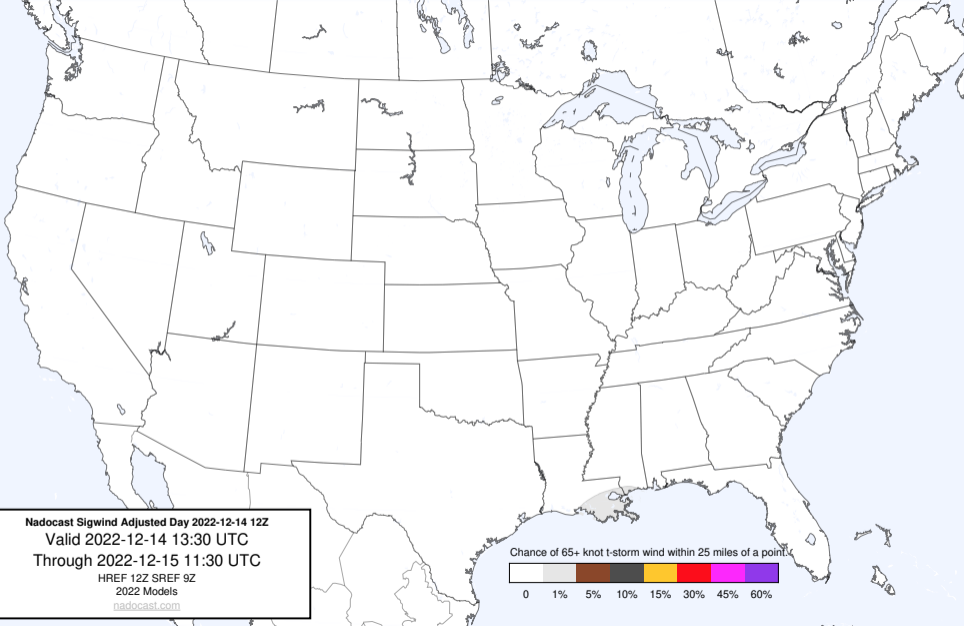 Nadocast Sigwind Adjusted Day 2022-12-14 12Z
Valid 2022-12-14 13:30 UTC
Through 2022-12-15 11:30 UTC
HREF 12Z SREF 9Z
2022 Models
nadocast.com
Chance of 65+ knot t-storm wind within 25 miles of a point.
0 1% 5% 10% 15% 30% 45% 60%